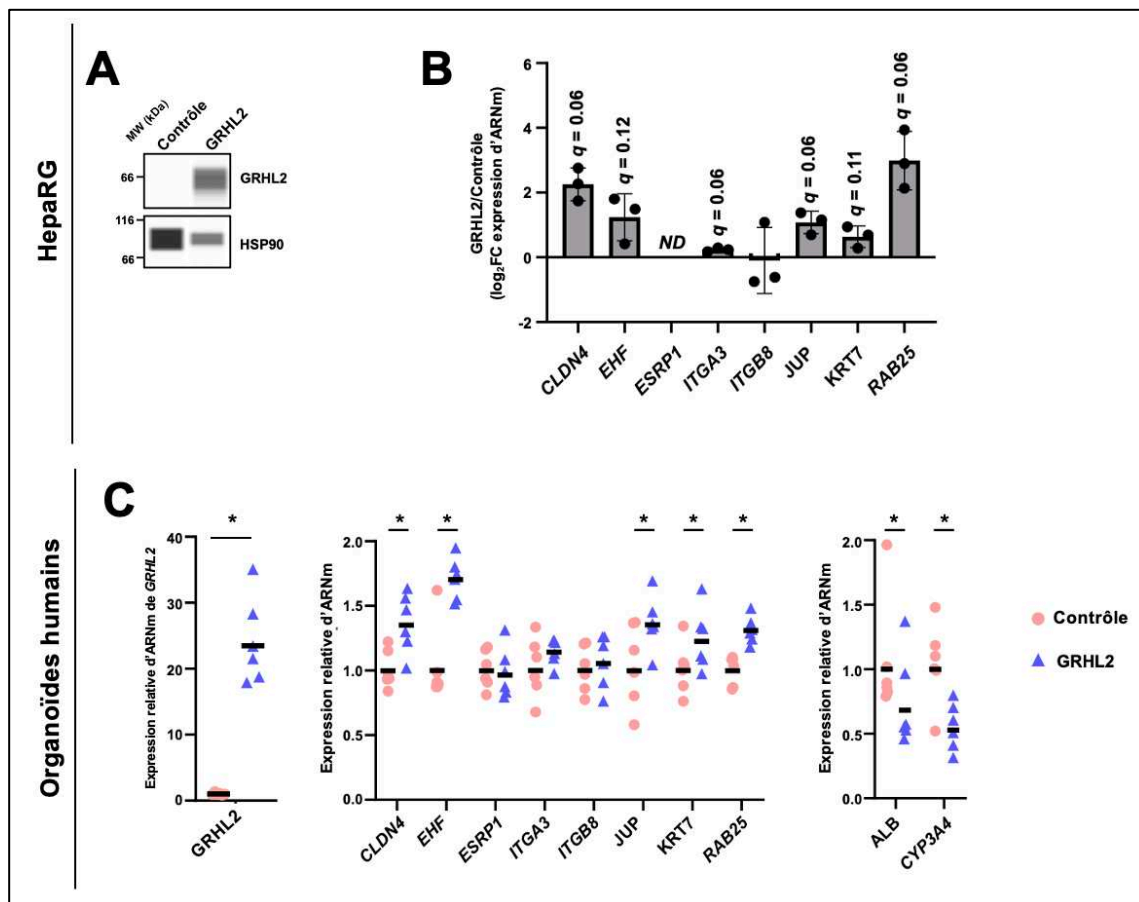 HepaRG
A
MW (kDa)
Contrôle
GRHL2
66
GRHL2
116
66
HSP90
B
GRHL2/Contrôle
(log₂FC expression d'ARNm)
6
4
2
0
-2
q = 0.06
q = 0.12
ND
q = 0.06
q = 0.06
q = 0.11
q = 0.06
CLDN4
EHF
ESRP1
ITGA3
ITGB8
JUP
KRT7
RAB25
Organoïdes humains
C
Expression relative d'ARNm de GRHL2
40
30
20
10
0
*
GRHL2
Expression relative d'ARNm
2.0
1.5
1.0
0.5
0.0
* * * * *
CLDN4
EHF
ESRP1
ITGA3
ITGB8
JUP
KRT7
RAB25
Expression relative d'ARNm
2.0
1.5
1.0
0.5
0.0
* *
ALB
CYP3A4
Contrôle
GRHL2